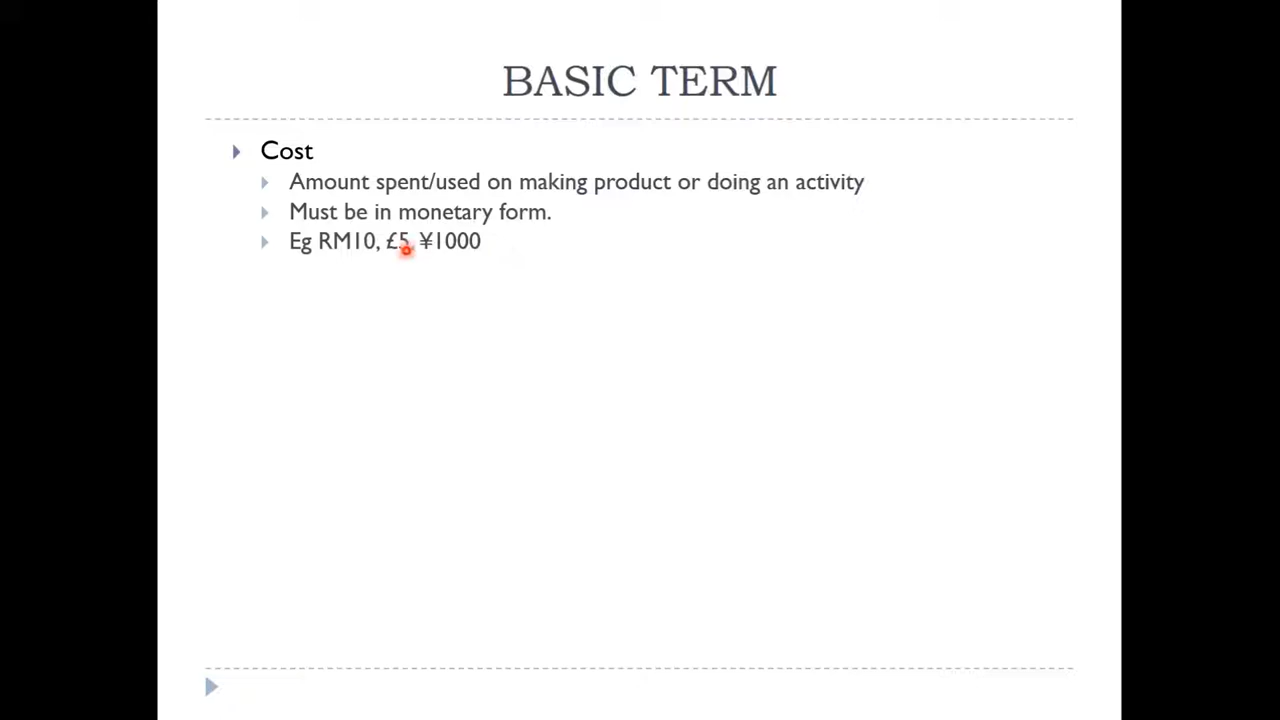 BASIC TERM
Cost
Amount spent/used on making product or doing an activity
Must be in monetary form.
Eg RM10, £5, ¥1000